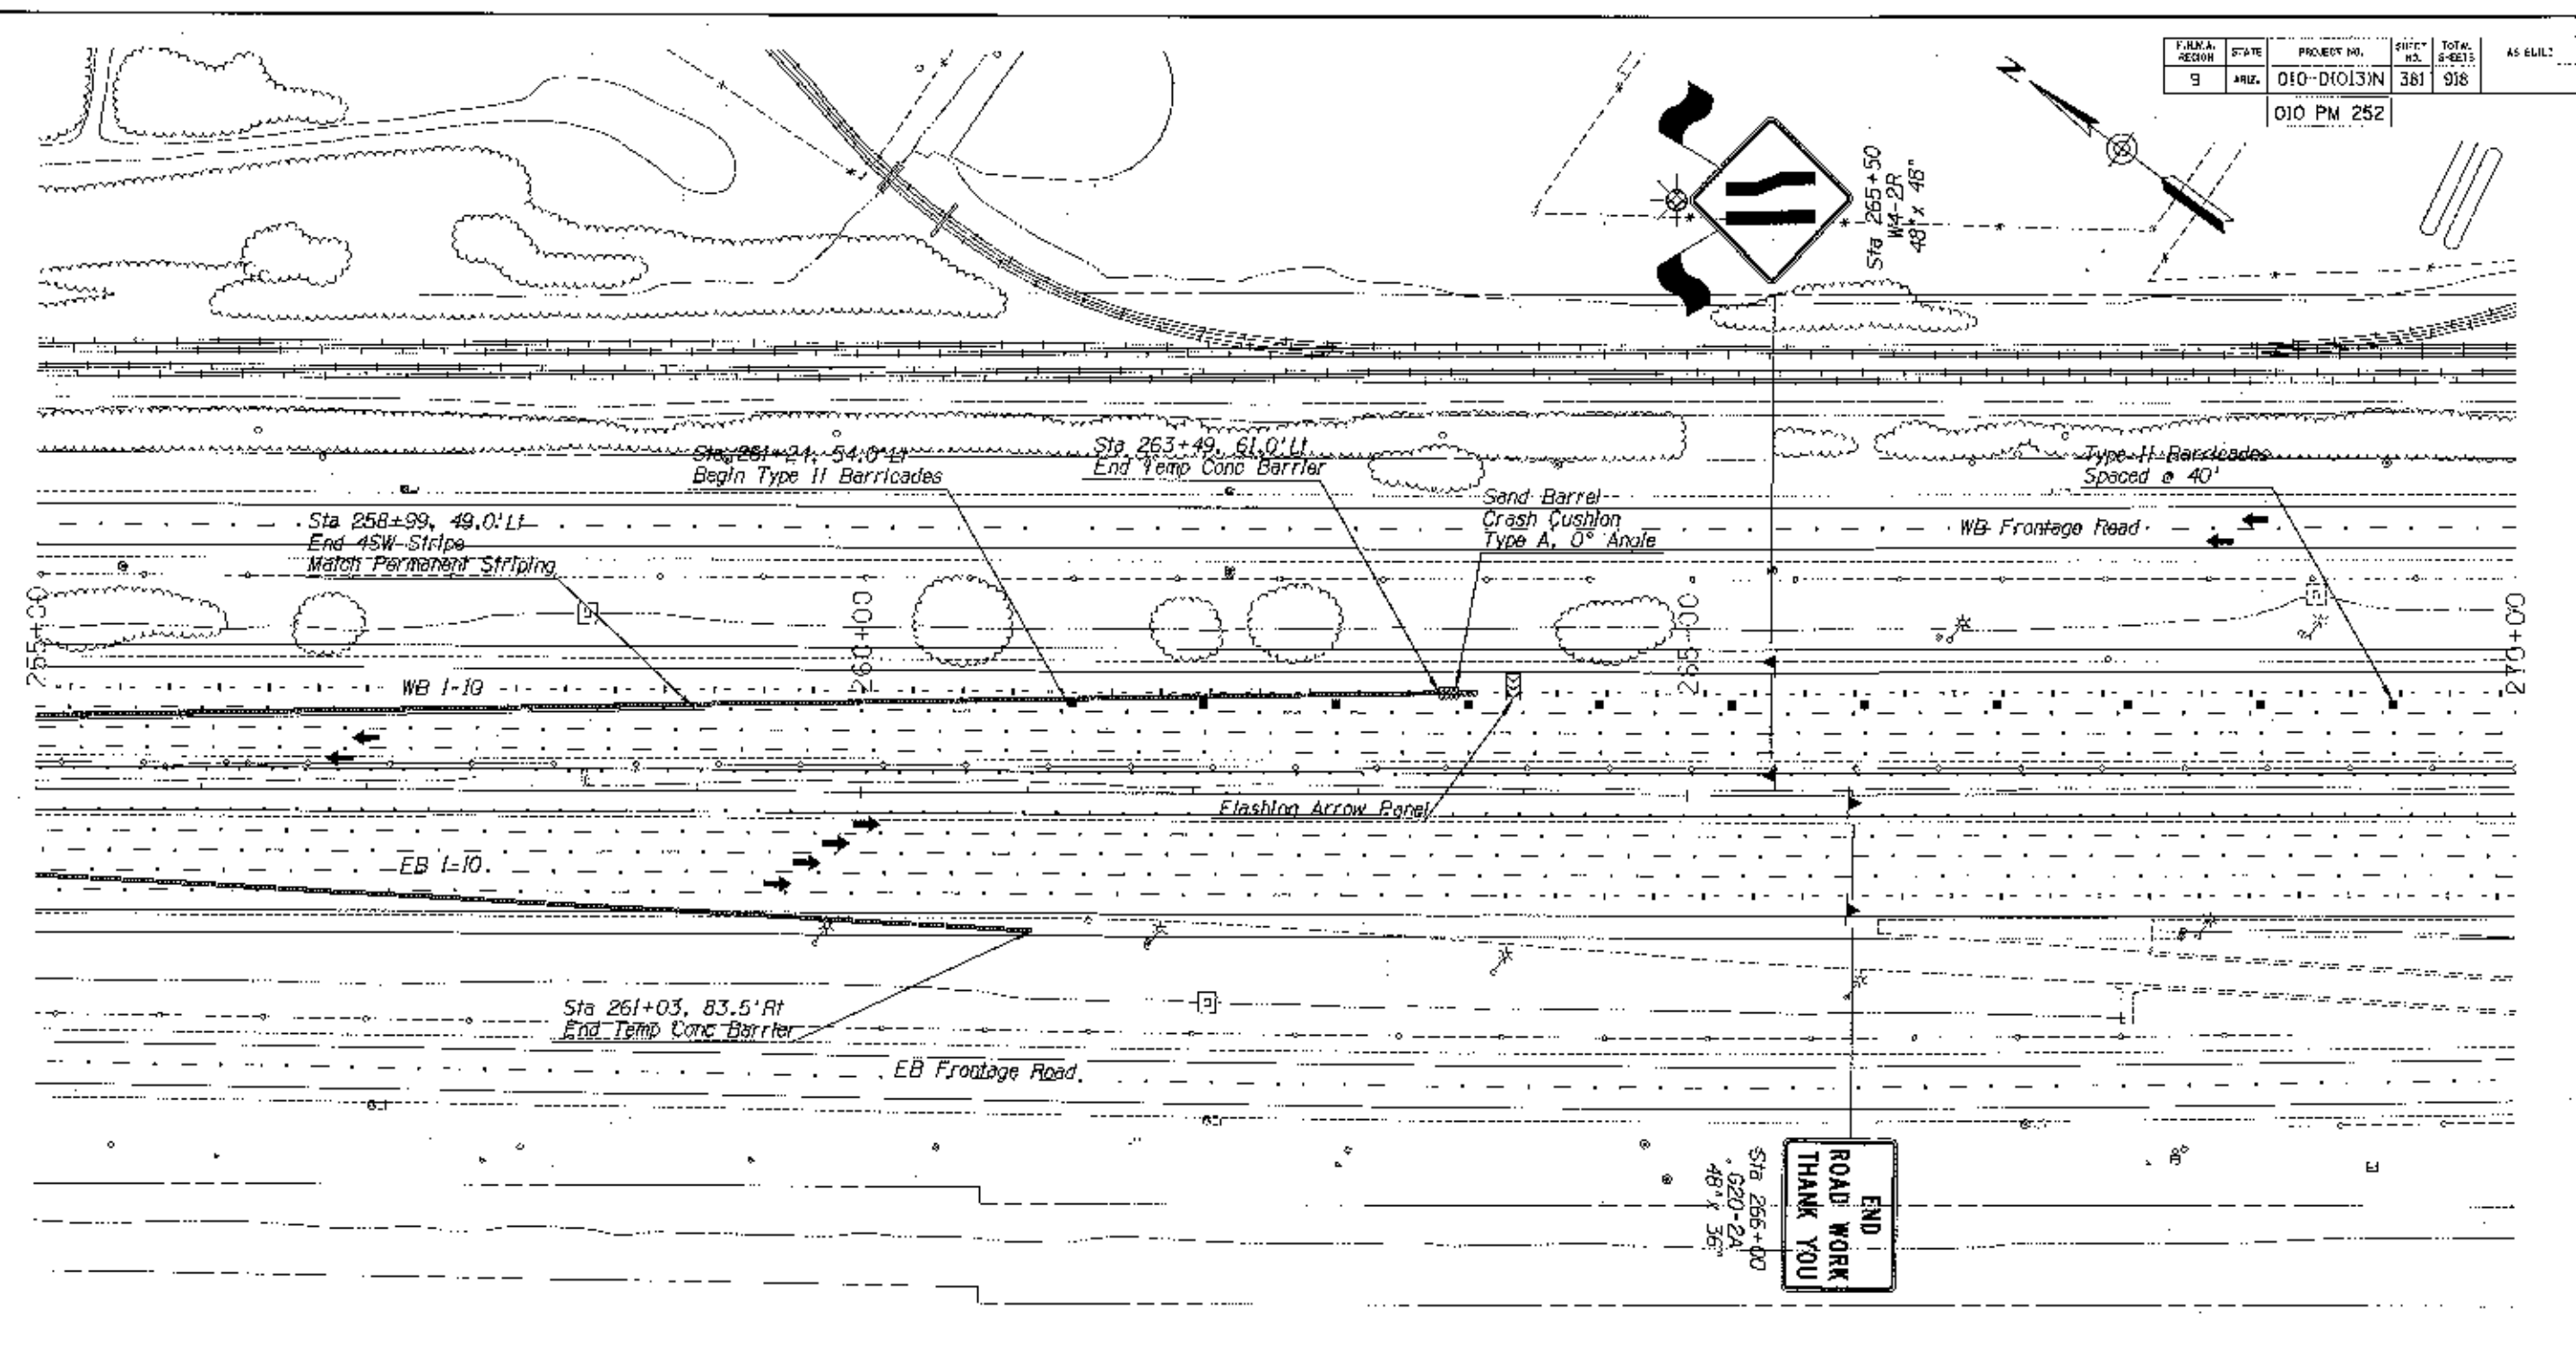 F.H.W.A. REGION STATE PROJECT NO. SHEET NO. TOTAL SHEETS AS BUILT
9 ARIZ. 010-D(013)N 381 918
010 PM 252
Sta 265+50
W4-2R
48"x 48"
Sta 261+21, 54.0' Lt
Begin Type II Barricades
Sta 263+49, 61.0' Lt
End Temp Conc Barrier
Type II Barricades
Spaced @ 40'
Sand Barrel
Crash Cushion
Type A, 0° Angle
Sta 258+99, 49.0' Lt
End 4SW Stripe
Match Permanent Striping
WB Frontage Road
255+00
260+00
265+00
270+00
WB I-10
Flashing Arrow Panel
EB I-10
Sta 261+03, 83.5' Rt
End Temp Conc Barrier
EB Frontage Road
Sta 266+00
G20-2A
48"x 36"
END
ROAD WORK
THANK YOU